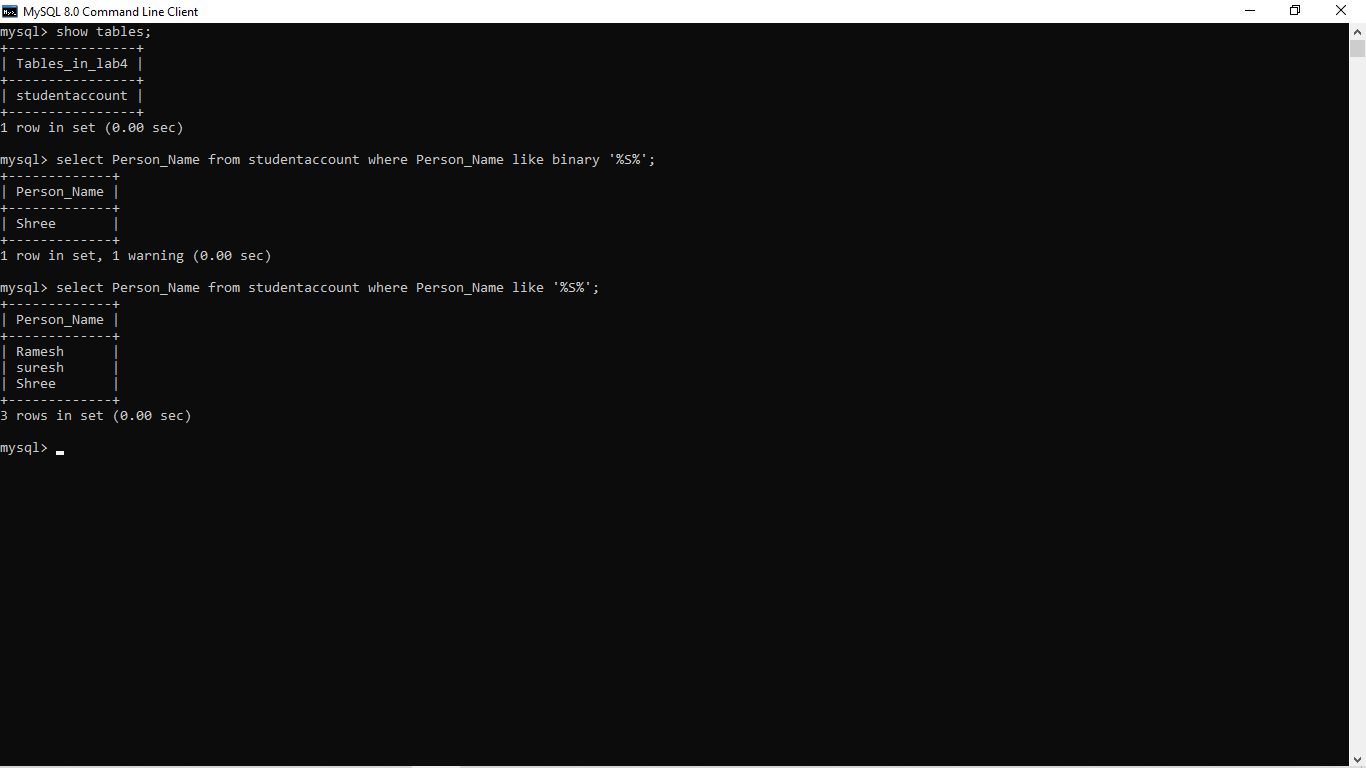 MySQL 8.0 Command Line Client
mysql> show tables;
+----------------+
| Tables_in_lab4 |
+----------------+
| studentaccount |
+----------------+
1 row in set (0.00 sec)
mysql> select Person_Name from studentaccount where Person_Name like binary '%S%';
+-------------+
| Person_Name |
+-------------+
| Shree       |
+-------------+
1 row in set, 1 warning (0.00 sec)
mysql> select Person_Name from studentaccount where Person_Name like '%S%';
+-------------+
| Person_Name |
+-------------+
| Ramesh      |
| suresh      |
| Shree       |
+-------------+
3 rows in set (0.00 sec)
mysql>